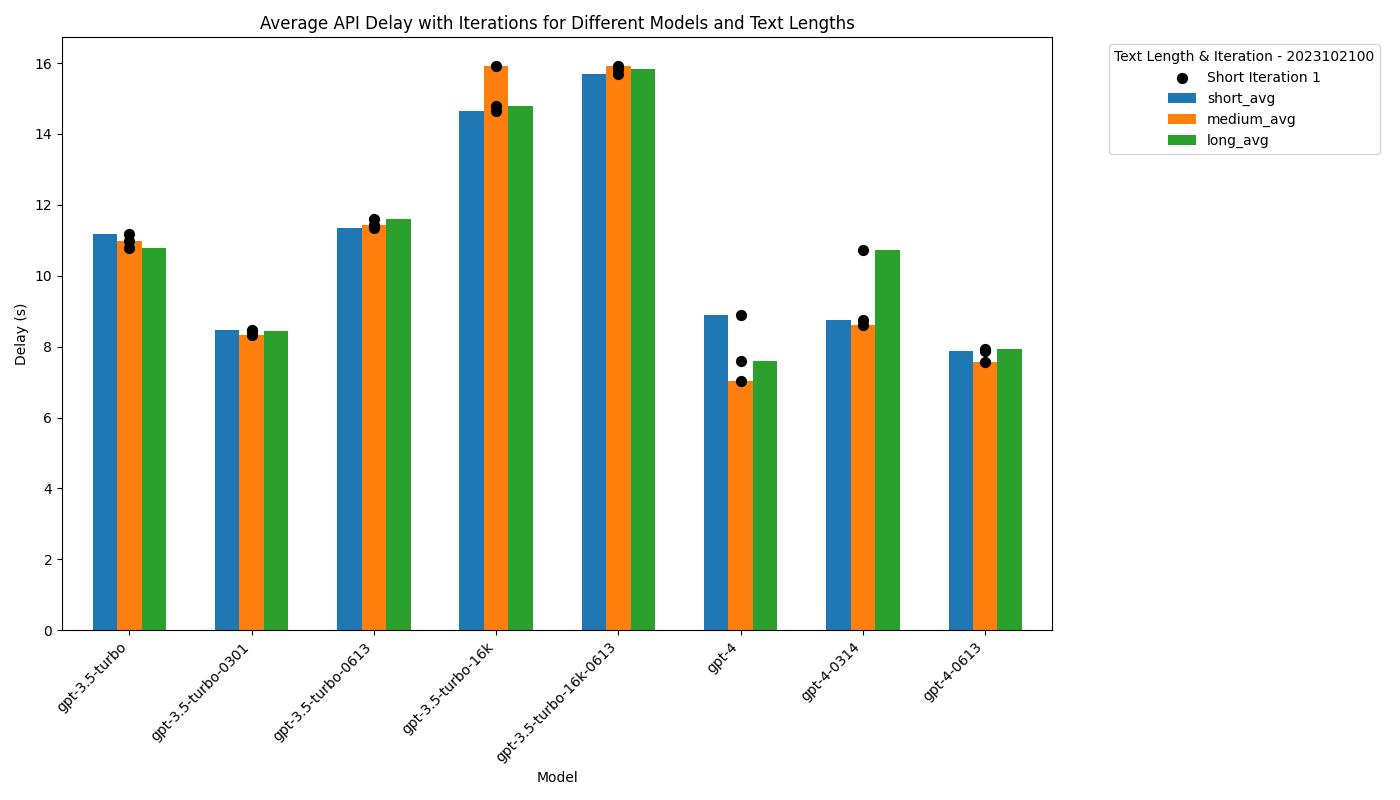 Average API Delay with Iterations for Different Models and Text Lengths
Text Length & Iteration - 2023102100
Short Iteration 1
short_avg
medium_avg
long_avg
Delay (s)
16
14
12
10
8
6
4
2
0
gpt-3.5-turbo
gpt-3.5-turbo-0301
gpt-3.5-turbo-0613
gpt-3.5-turbo-16k
gpt-3.5-turbo-16k-0613
gpt-4
gpt-4-0314
gpt-4-0613
Model